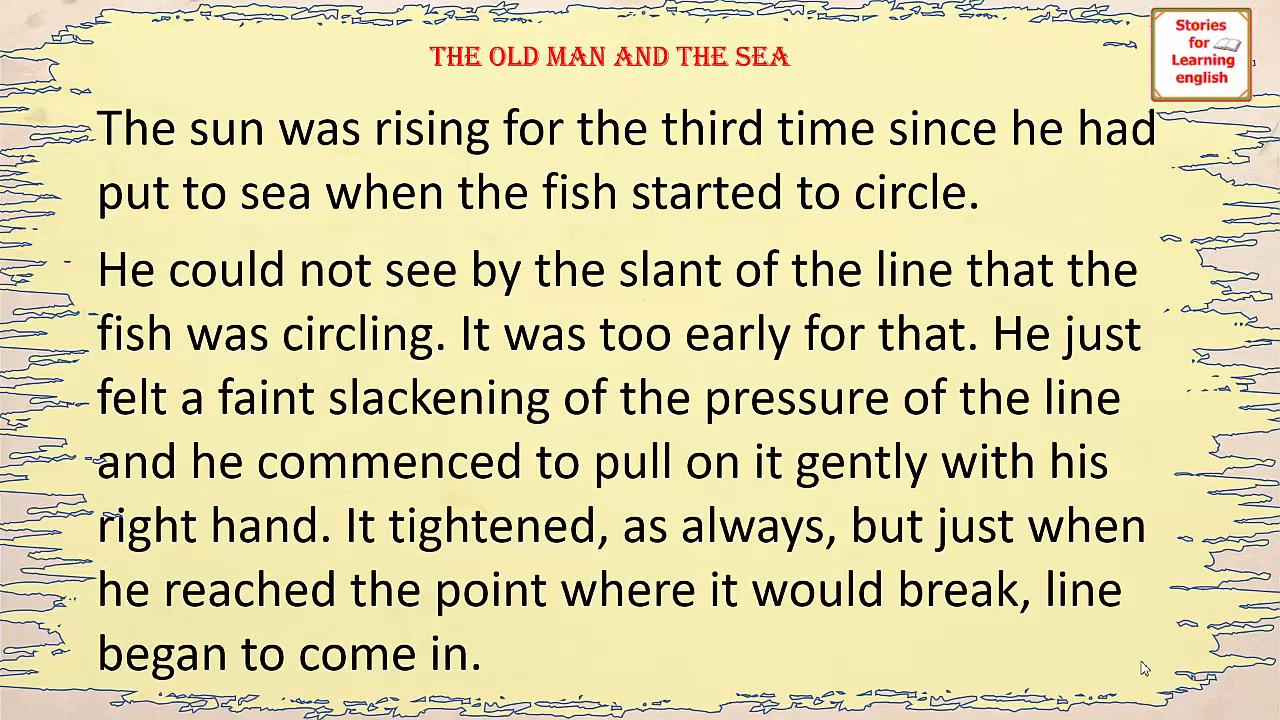 THE OLD MAN AND THE SEA
Stories
for
Learning
english
The sun was rising for the third time since he had
put to sea when the fish started to circle.
He could not see by the slant of the line that the
fish was circling. It was too early for that. He just
felt a faint slackening of the pressure of the line
and he commenced to pull on it gently with his
right hand. It tightened, as always, but just when
he reached the point where it would break, line
began to come in.